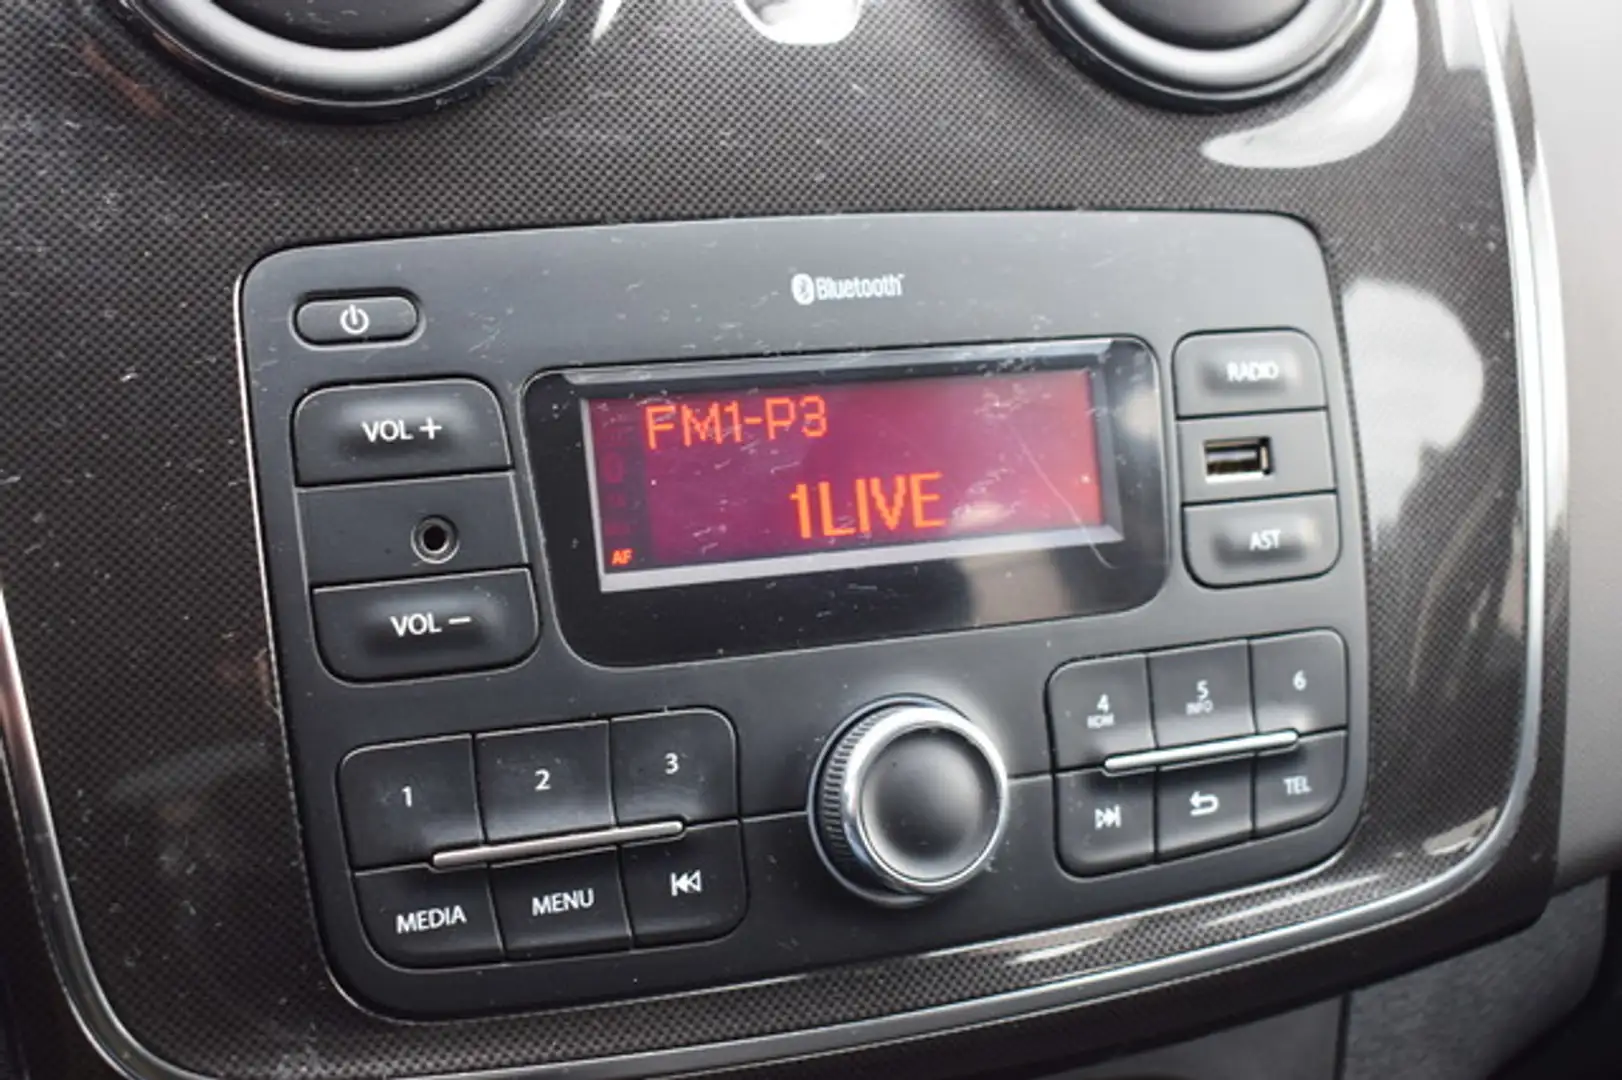 Bluetooth
RADIO
VOL +
FM1-P3
1LIVE
AF
AST
VOL −
1
2
3
4
RDM
5
INFO
6
MEDIA
MENU
TEL